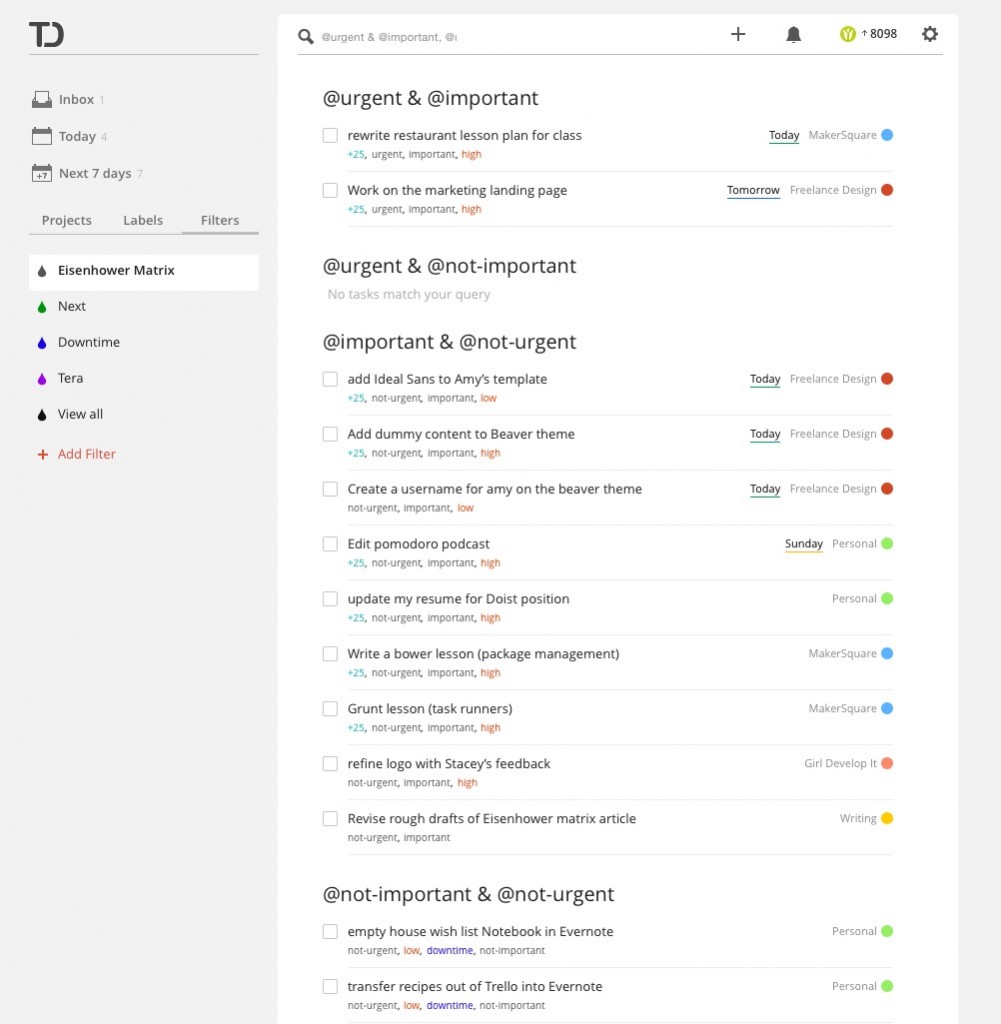 TD
@urgent & @important, @
↑ 8098
Inbox 1
Today 4
+7 Next 7 days 7
Projects Labels Filters
Eisenhower Matrix
Next
Downtime
Tera
View all
+ Add Filter
@urgent & @important
rewrite restaurant lesson plan for class Today MakerSquare
+25, urgent, important, high
Work on the marketing landing page Tomorrow Freelance Design
+25, urgent, important, high
@urgent & @not-important
No tasks match your query
@important & @not-urgent
add Ideal Sans to Amy's template Today Freelance Design
+25, not-urgent, important, low
Add dummy content to Beaver theme Today Freelance Design
+25, not-urgent, important, high
Create a username for amy on the beaver theme Today Freelance Design
not-urgent, important, low
Edit pomodoro podcast Sunday Personal
+25, not-urgent, important, high
update my resume for Doist position Personal
+25, not-urgent, important, high
Write a bower lesson (package management) MakerSquare
+25, not-urgent, important, high
Grunt lesson (task runners) MakerSquare
+25, not-urgent, important, high
refine logo with Stacey's feedback Girl Develop It
not-urgent, important, high
Revise rough drafts of Eisenhower matrix article Writing
not-urgent, important
@not-important & @not-urgent
empty house wish list Notebook in Evernote Personal
not-urgent, low, downtime, not-important
transfer recipes out of Trello into Evernote Personal
not-urgent, low, downtime, not-important